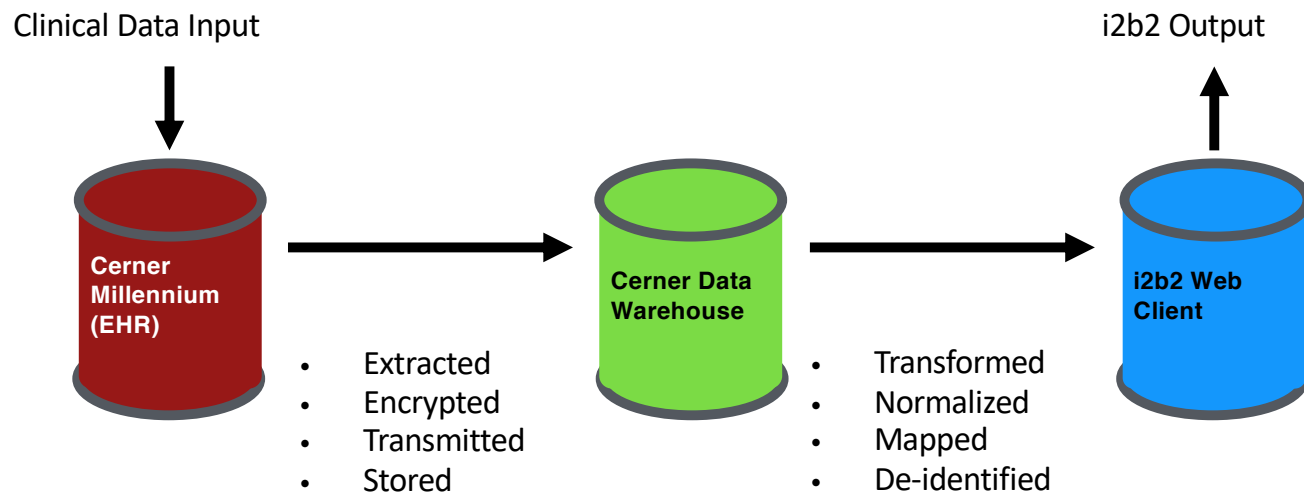 Clinical Data Input
i2b2 Output
Cerner
Millennium
(EHR)
Cerner Data
Warehouse
i2b2 Web
Client
• Extracted
• Encrypted
• Transmitted
• Stored
• Transformed
• Normalized
• Mapped
• De-identified